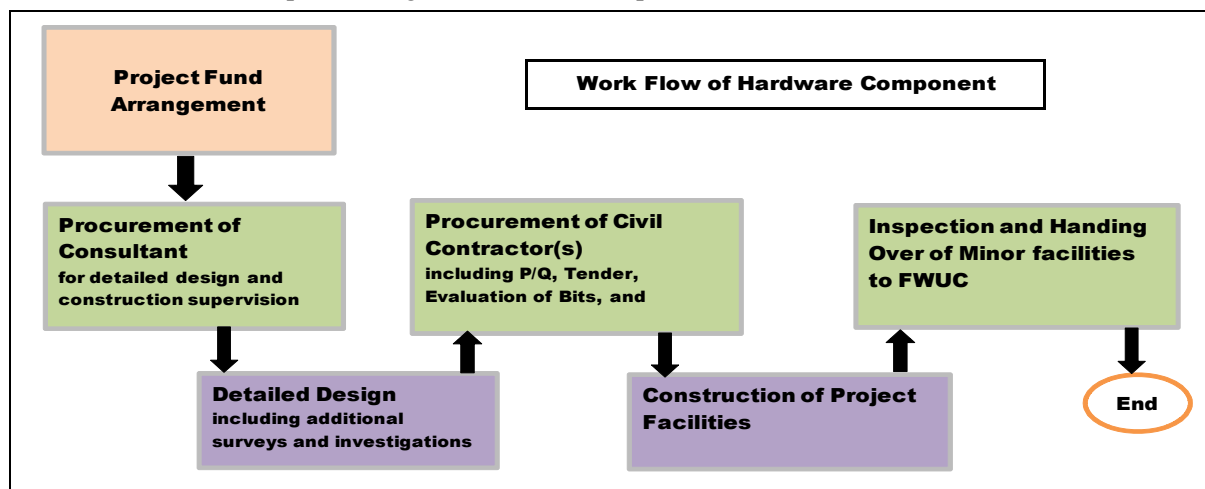 Project Fund
Arrangement
Work Flow of Hardware Component
Procurement of
Consultant
for detailed design and
construction supervision
Detailed Design
including additional
surveys and investigations
Procurement of Civil
Contractor(s)
including P/Q, Tender,
Evaluation of Bits, and
Construction of Project
Facilities
Inspection and Handing
Over of Minor facilities
to FWUC
End